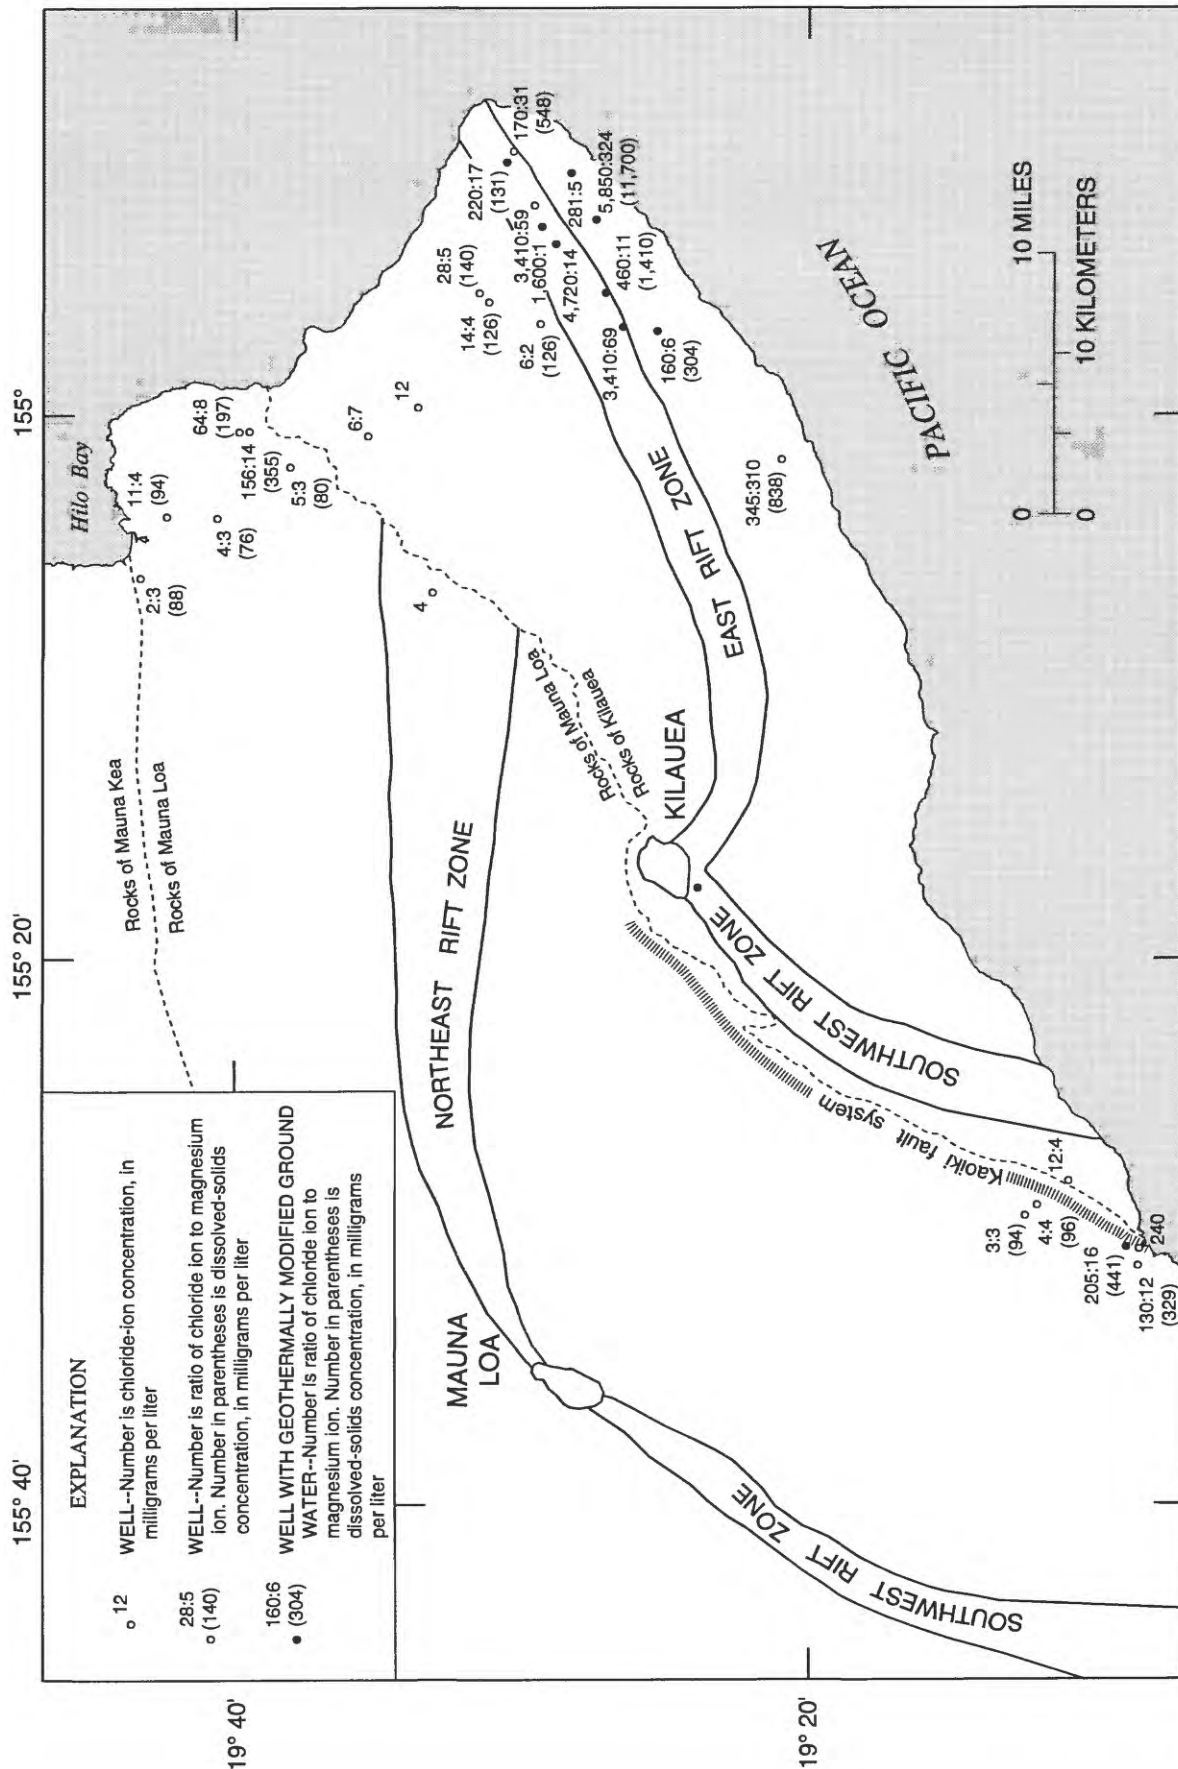 155° 40'
155° 20'
155°
19° 40'
19° 20'
EXPLANATION
12
WELL--Number is chloride-ion concentration, in
milligrams per liter
28:5
(140)
WELL--Number is ratio of chloride ion to magnesium
ion. Number in parentheses is dissolved-solids
concentration, in milligrams per liter
160:6
(304)
WELL WITH GEOTHERMALLY MODIFIED GROUND
WATER--Number is ratio of chloride ion to
magnesium ion. Number in parentheses is
dissolved-solids concentration, in milligrams
per liter
Hilo Bay
Rocks of Mauna Kea
Rocks of Mauna Loa
2:3
(88)
11:4
(94)
4:3
(76)
64:8
(197)
156:14
(355)
5:3
(80)
6:7
12
4
NORTHEAST RIFT ZONE
Rocks of Mauna Loa
Rocks of Kilauea
MAUNA
LOA
KILAUEA
14:4
(126)
28:5
(140)
6:2
(126)
220:17
(131)
170:31
(548)
3,410:59
1,600:1
4,720:14
281:5
5,850:324
(11,700)
460:11
(1,410)
3,410:69
160:6
(304)
EAST RIFT ZONE
345:310
(838)
SOUTHWEST RIFT ZONE
SOUTHWEST RIFT ZONE
Kaoiki fault system
3:3
(94)
4:4
(96)
12:4
205:16
(441)
130:12
(329)
240
PACIFIC OCEAN
0
10 MILES
0
10 KILOMETERS